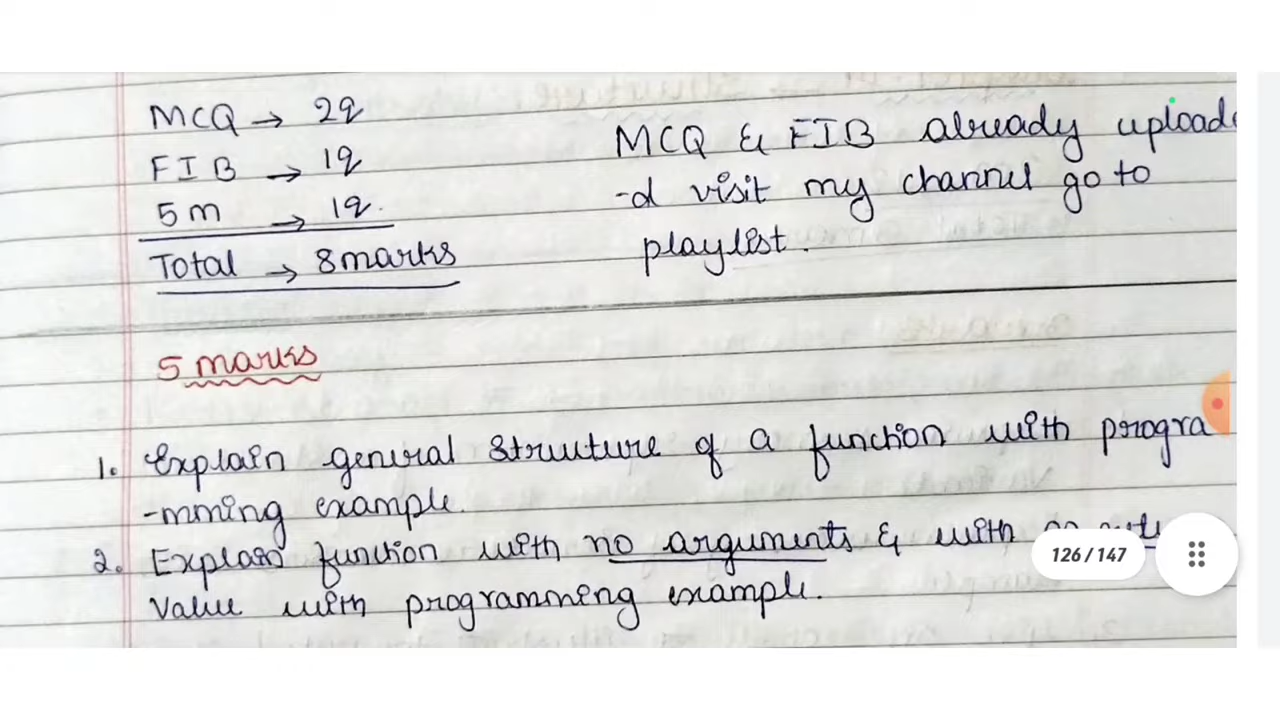 MCQ → 2q
FIB → 1q
5m → 1q.
Total → 8marks
MCQ & FIB already upload
-d visit my channel go to
playlist.
5 marks
1. Explain general structure of a function with progra
-mming example.
2. Explain function with no arguments & with
Value with programming example.
126/147